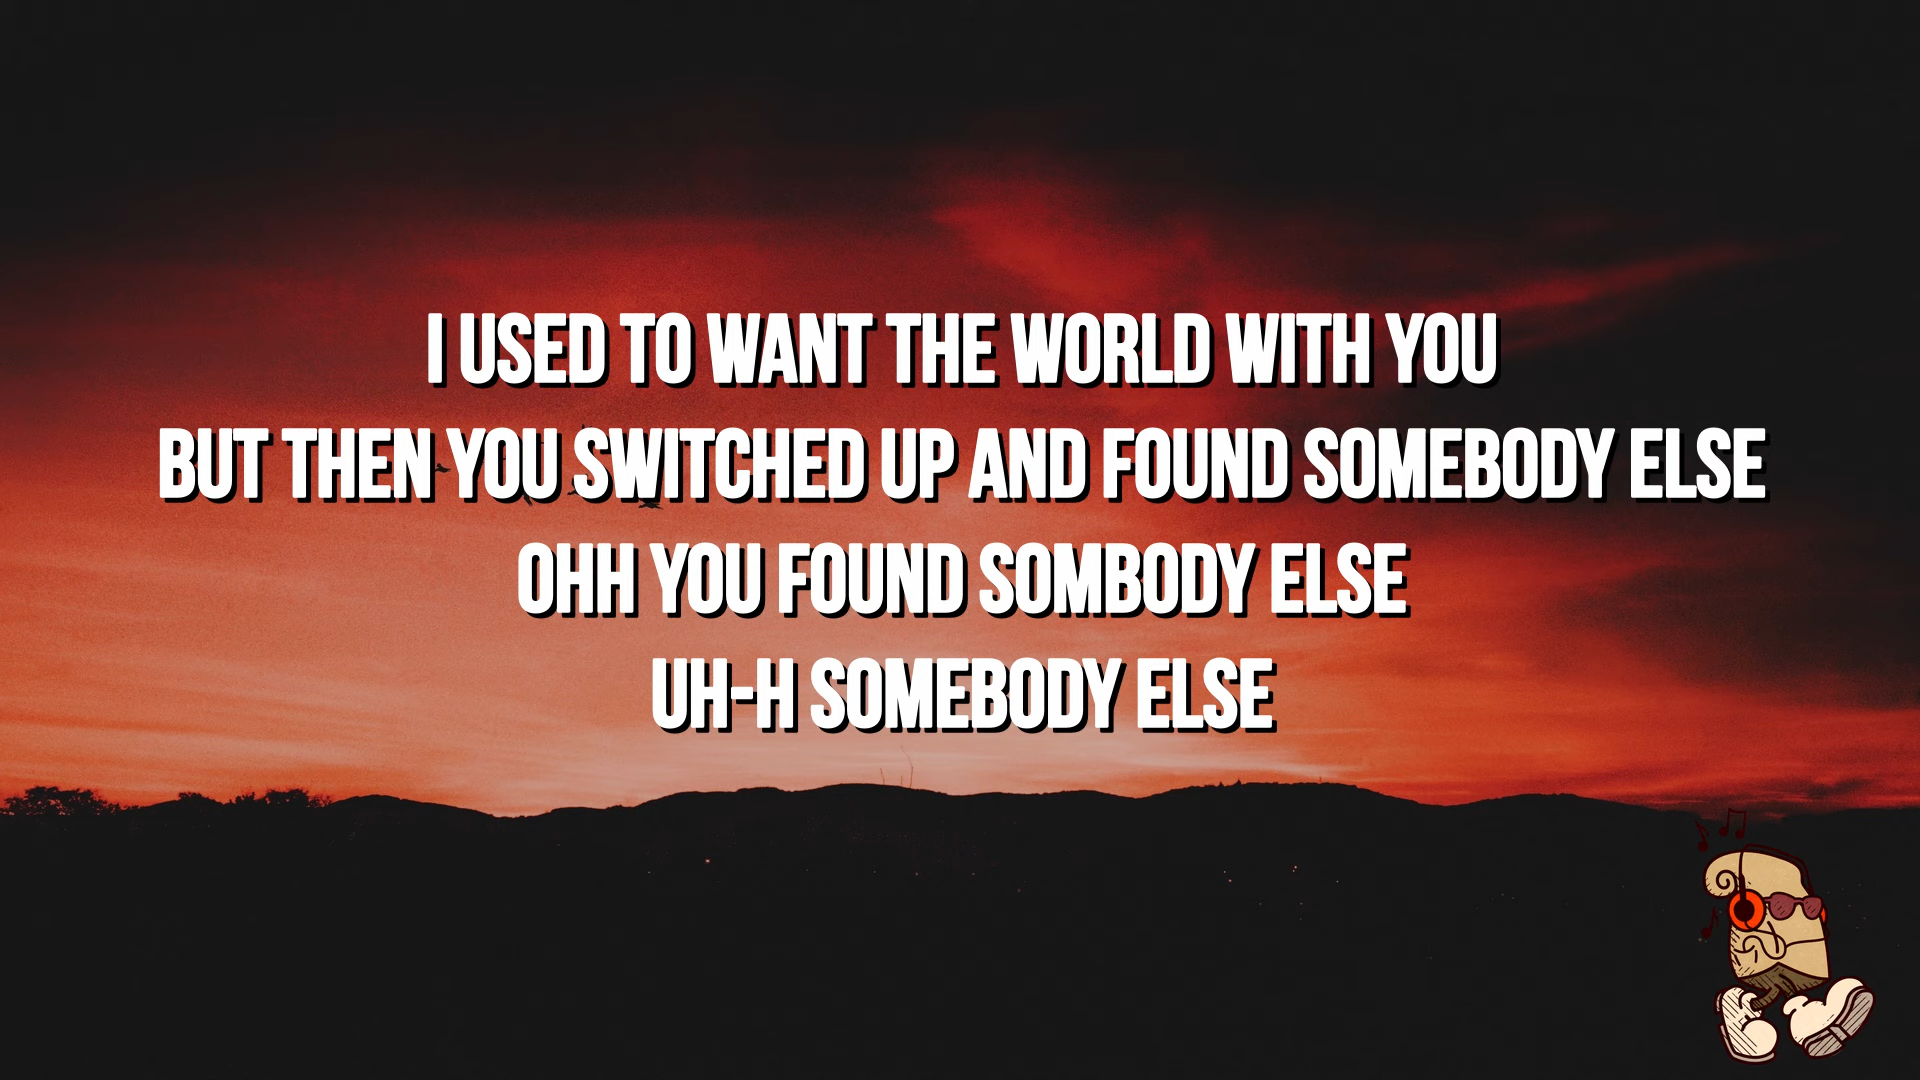 I USED TO WANT THE WORLD WITH YOU
BUT THEN YOU SWITCHED UP AND FOUND SOMEBODY ELSE
OHH YOU FOUND SOMBODY ELSE
UH-H SOMEBODY ELSE